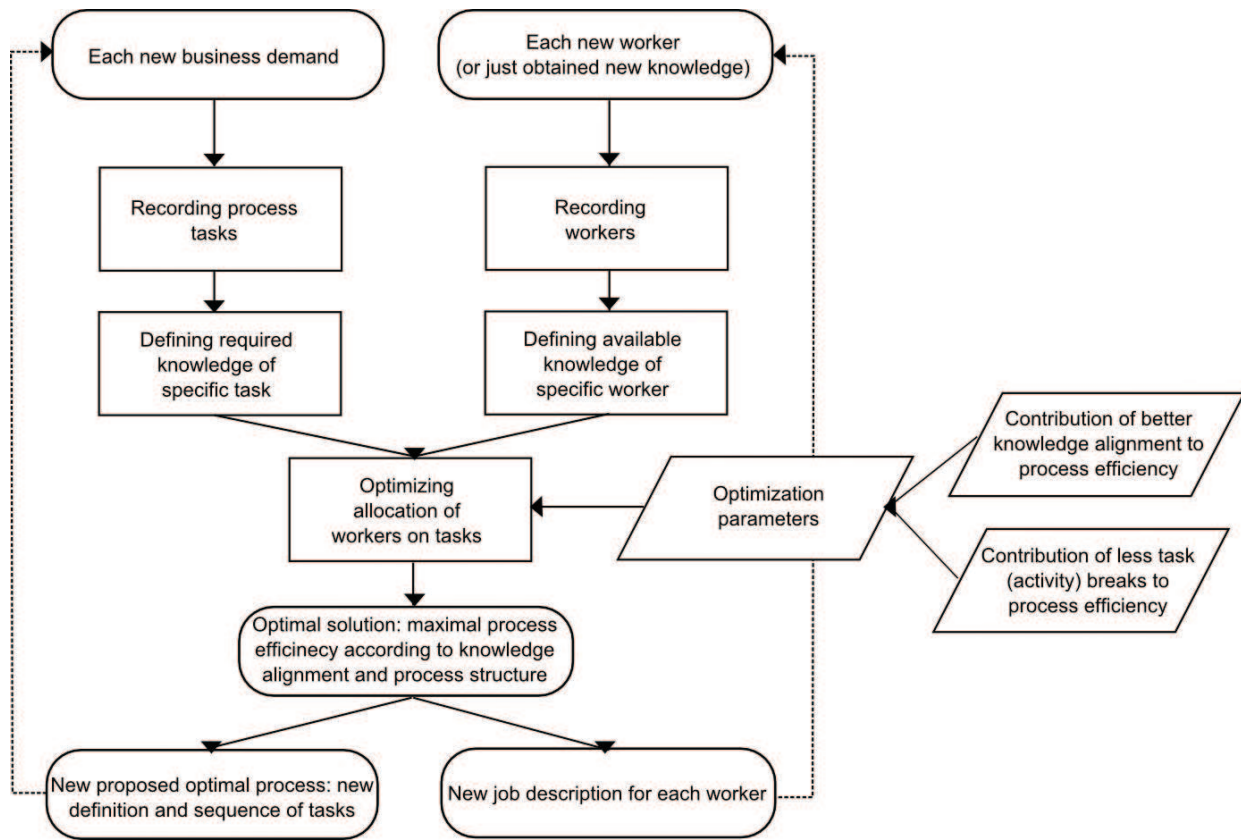 Each new business demand
Each new worker
(or just obtained new knowledge)
Recording process
tasks
Recording
workers
Defining required
knowledge of
specific task
Defining available
knowledge of
specific worker
Contribution of better
knowledge alignment to
process efficiency
Optimizing
allocation of
workers on tasks
Optimization
parameters
Contribution of less task
(activity) breaks to
process efficiency
Optimal solution: maximal process
efficinecy according to knowledge
alignment and process structure
New proposed optimal process: new
definition and sequence of tasks
New job description for each worker